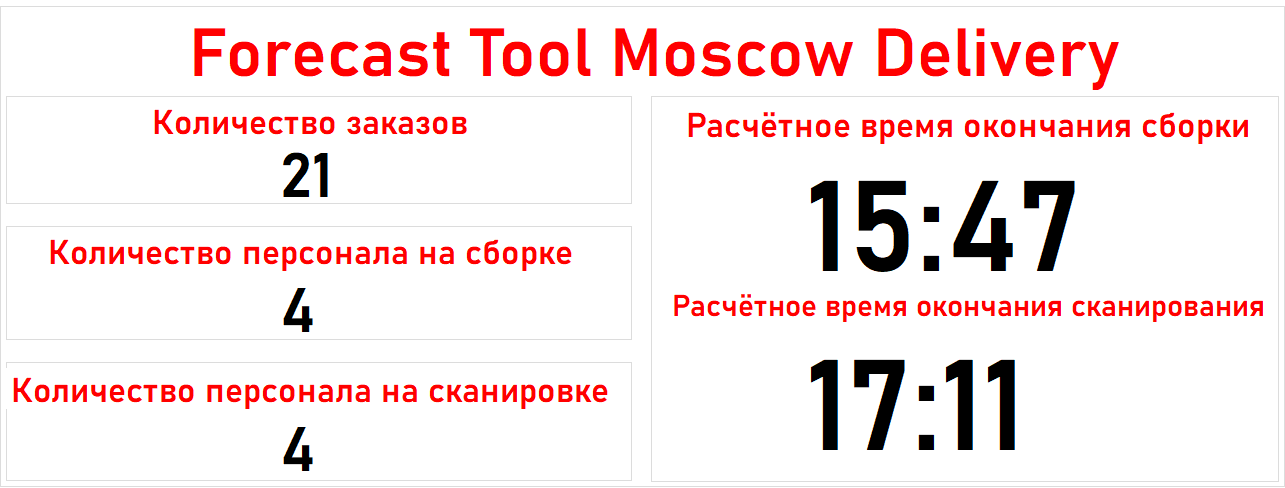 Forecast Tool Moscow Delivery
Количество заказов
21
Количество персонала на сборке
4
Количество персонала на сканировке
4
Расчётное время окончания сборки
15:47
Расчётное время окончания сканирования
17:11